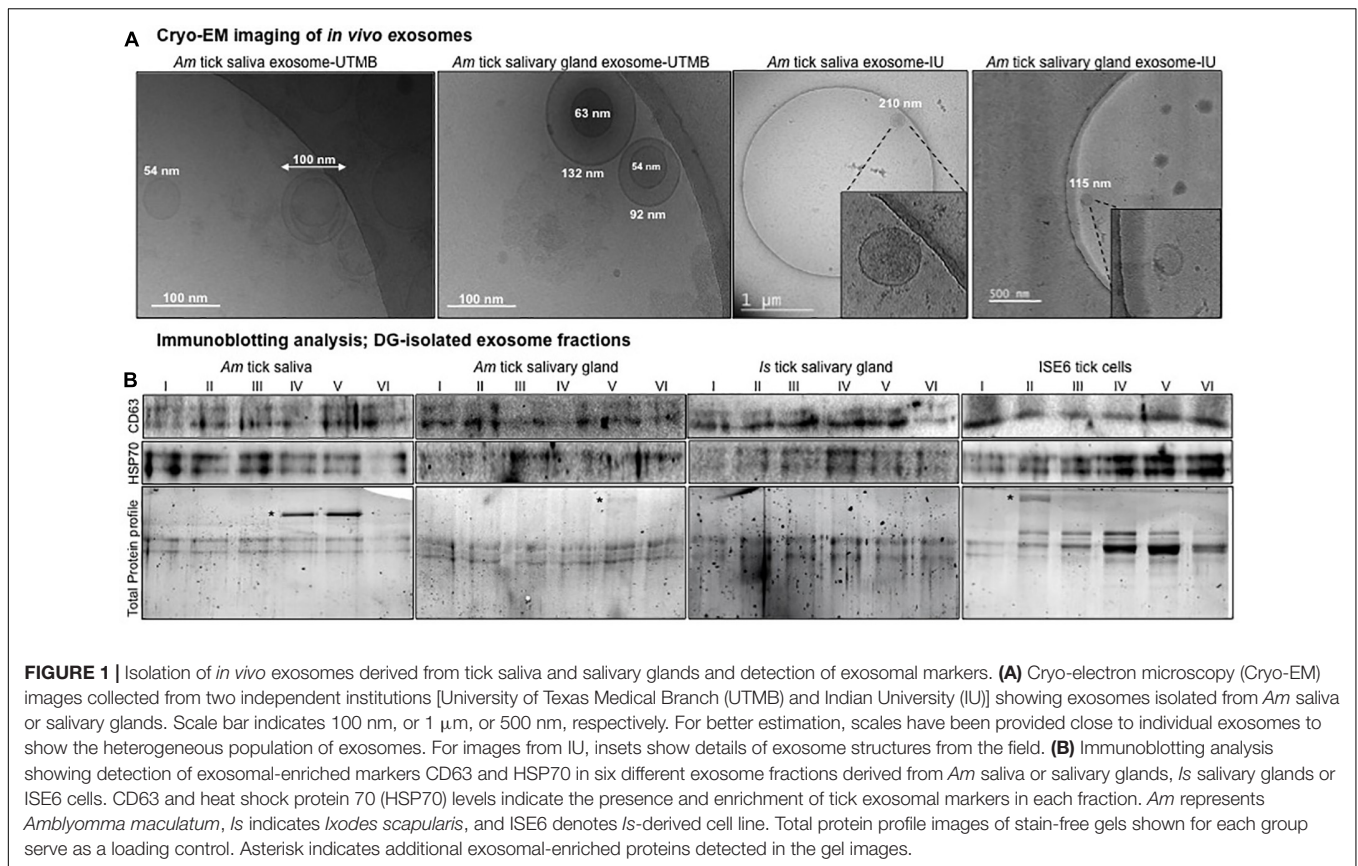 A Cryo-EM imaging of in vivo exosomes
Am tick saliva exosome-UTMB
Am tick salivary gland exosome-UTMB
Am tick saliva exosome-IU
Am tick salivary gland exosome-IU
54 nm
100 nm
100 nm
63 nm
132 nm
54 nm
92 nm
100 nm
210 nm
1 μm
115 nm
500 nm
Immunoblotting analysis; DG-isolated exosome fractions
B
Am tick saliva
Am tick salivary gland
Is tick salivary gland
ISE6 tick cells
I II III IV V VI
I II III IV V VI
I II III IV V VI
I II III IV V VI
CD63
HSP70
Total Protein profile
*
*
*
FIGURE 1 | Isolation of in vivo exosomes derived from tick saliva and salivary glands and detection of exosomal markers. (A) Cryo-electron microscopy (Cryo-EM)
images collected from two independent institutions [University of Texas Medical Branch (UTMB) and Indian University (IU)] showing exosomes isolated from Am saliva
or salivary glands. Scale bar indicates 100 nm, or 1 μm, or 500 nm, respectively. For better estimation, scales have been provided close to individual exosomes to
show the heterogeneous population of exosomes. For images from IU, insets show details of exosome structures from the field. (B) Immunoblotting analysis
showing detection of exosomal-enriched markers CD63 and HSP70 in six different exosome fractions derived from Am saliva or salivary glands, Is salivary glands or
ISE6 cells. CD63 and heat shock protein 70 (HSP70) levels indicate the presence and enrichment of tick exosomal markers in each fraction. Am represents
Amblyomma maculatum, Is indicates Ixodes scapularis, and ISE6 denotes Is-derived cell line. Total protein profile images of stain-free gels shown for each group
serve as a loading control. Asterisk indicates additional exosomal-enriched proteins detected in the gel images.